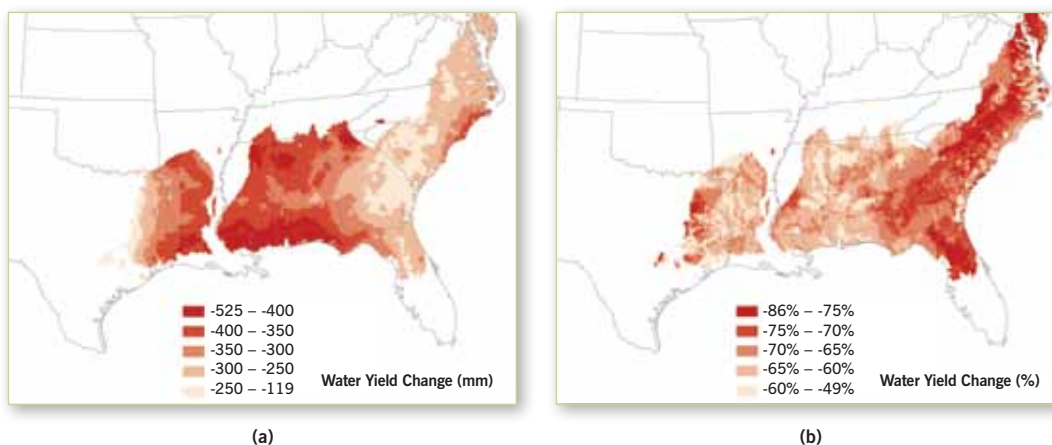 -525 – -400
-400 – -350
-350 – -300
-300 – -250
-250 – -119
Water Yield Change (mm)
(a)
-86% – -75%
-75% – -70%
-70% – -65%
-65% – -60%
-60% – -49%
Water Yield Change (%)
(b)